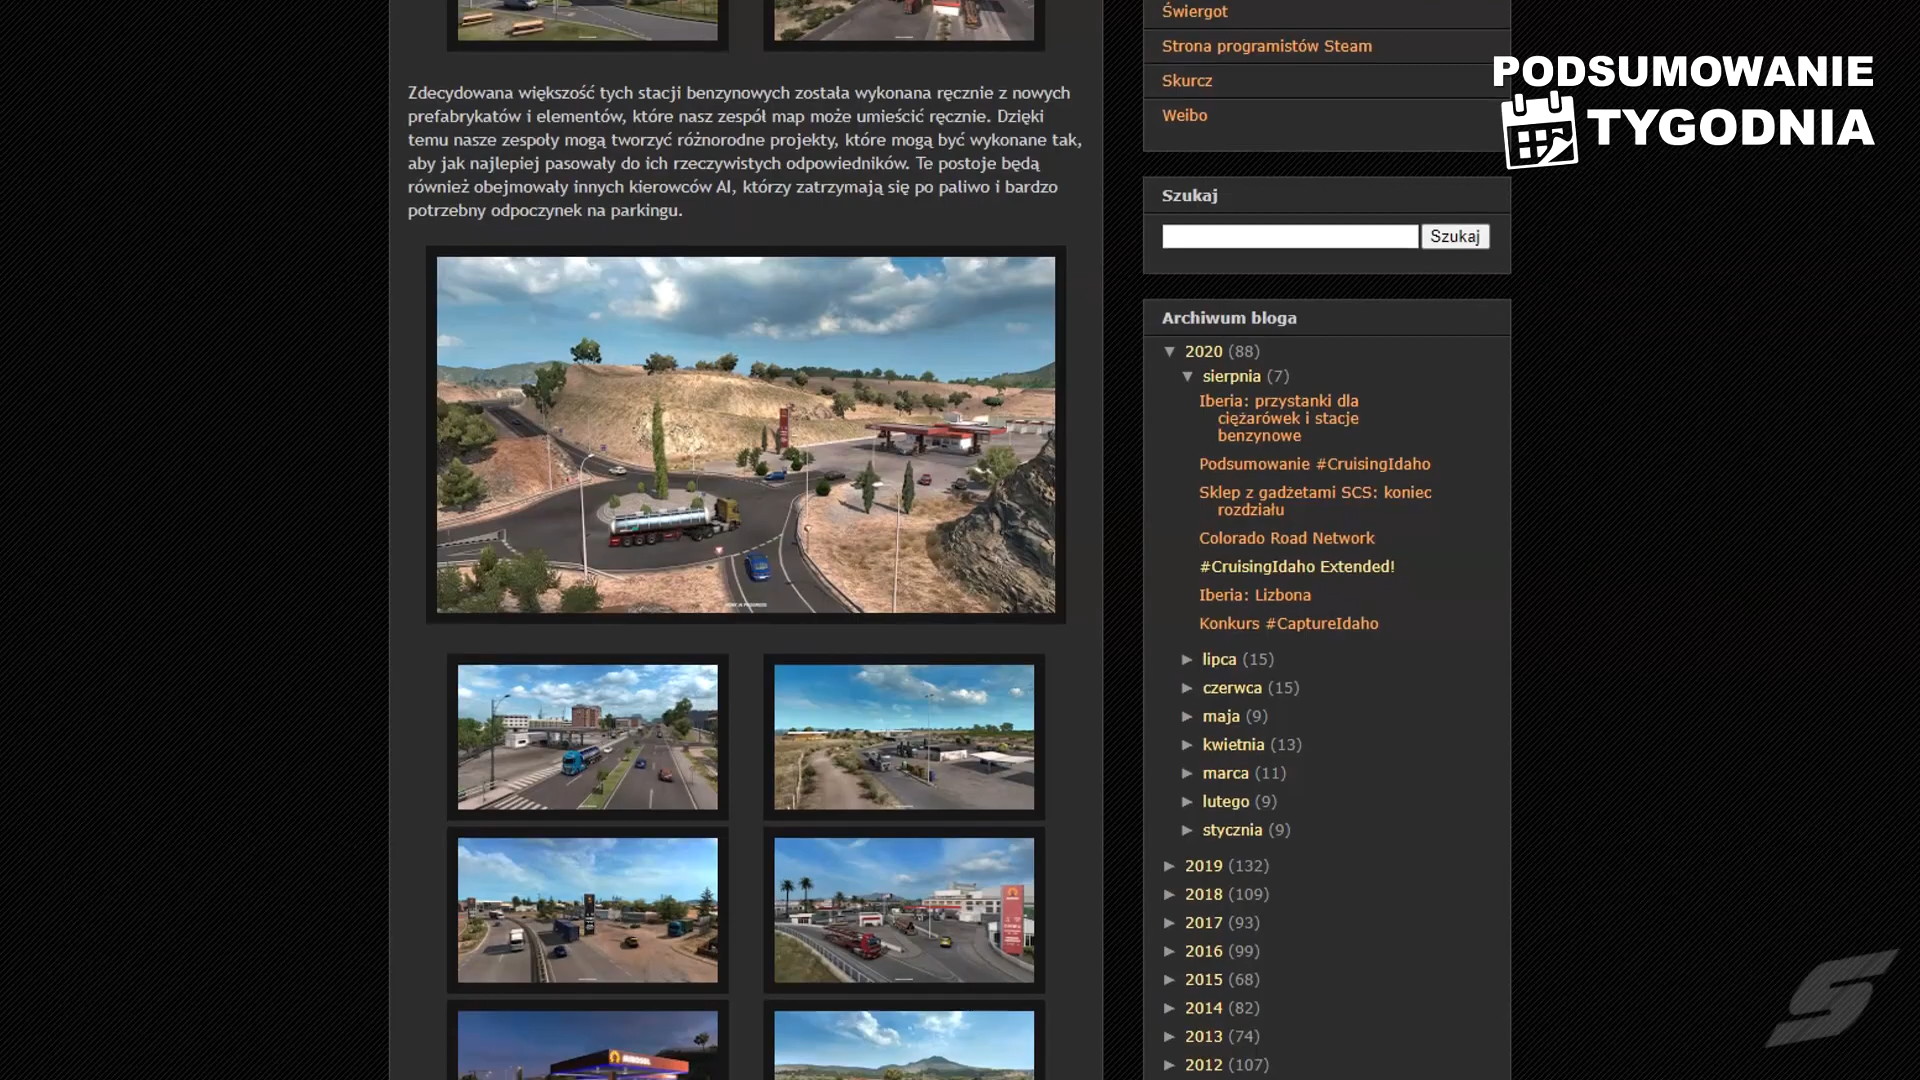 Zdecydowana większość tych stacji benzynowych została wykonana ręcznie z nowych
prefabrykatów i elementów, które nasz zespół map może umieścić ręcznie. Dzięki
temu nasze zespoły mogą tworzyć różnorodne projekty, które mogą być wykonane tak,
aby jak najlepiej pasowały do ich rzeczywistych odpowiedników. Te postoje będą
również obejmowały innych kierowców AI, którzy zatrzymają się po paliwo i bardzo
potrzebny odpoczynek na parkingu.
Świergot
Strona programistów Steam
Skurcz
Weibo
PODSUMOWANIE
TYGODNIA
Szukaj
Szukaj
Archiwum bloga
▼ 2020 (88)
▼ sierpnia (7)
Iberia: przystanki dla
ciężarówek i stacje
benzynowe
Podsumowanie #CruisingIdaho
Sklep z gadżetami SCS: koniec
rozdziału
Colorado Road Network
#CruisingIdaho Extended!
Iberia: Lizbona
Konkurs #CaptureIdaho
► lipca (15)
► czerwca (15)
► maja (9)
► kwietnia (13)
► marca (11)
► lutego (9)
► stycznia (9)
► 2019 (132)
► 2018 (109)
► 2017 (93)
► 2016 (99)
► 2015 (68)
► 2014 (82)
► 2013 (74)
► 2012 (107)